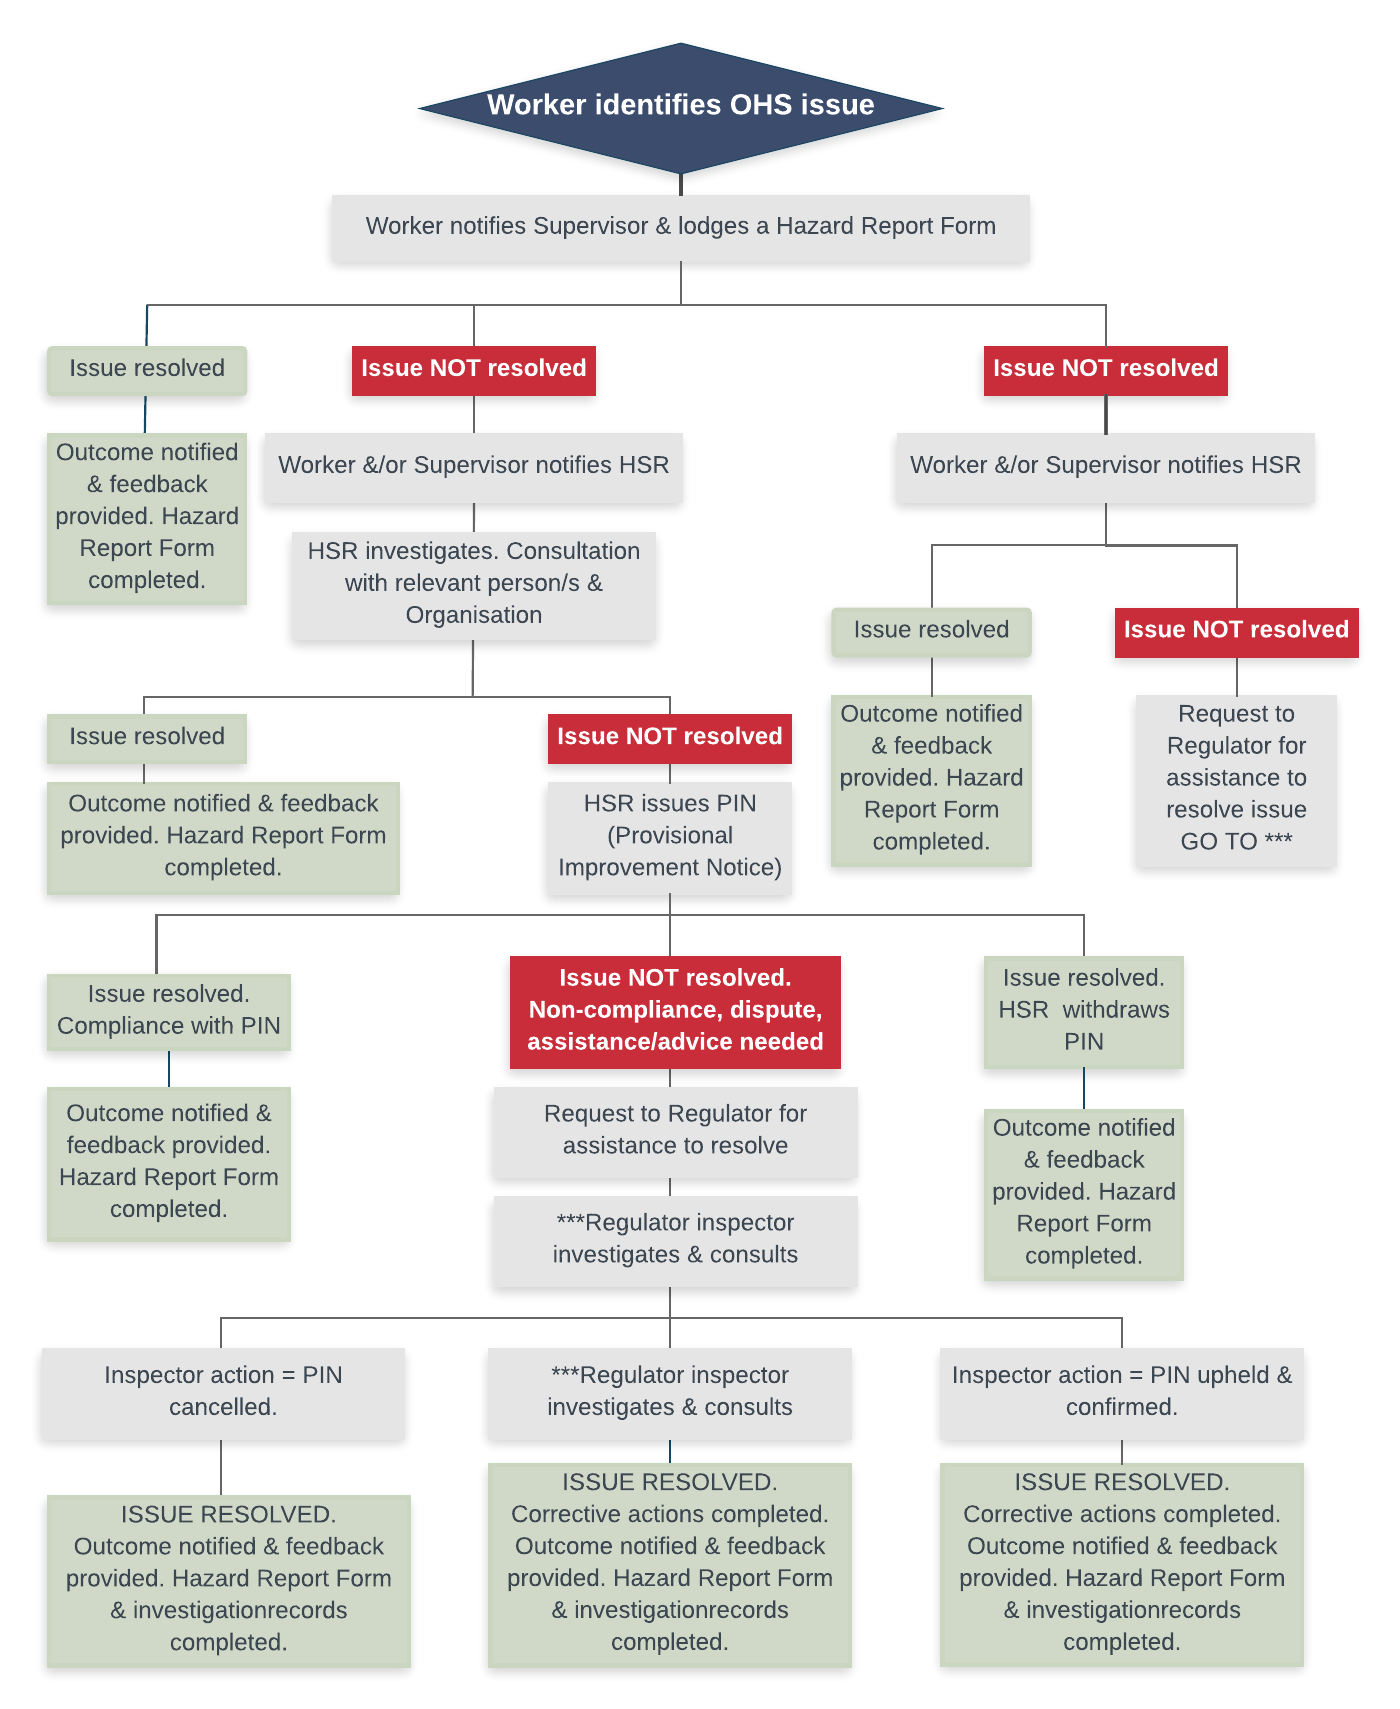 Worker identifies OHS issue
Worker notifies Supervisor & lodges a Hazard Report Form
Issue resolved
Issue NOT resolved
Issue NOT resolved
Outcome notified
& feedback
provided. Hazard
Report Form
completed.
Worker &/or Supervisor notifies HSR
Worker &/or Supervisor notifies HSR
HSR investigates. Consultation
with relevant person/s &
Organisation
Issue resolved
Issue NOT resolved
Issue resolved
Issue NOT resolved
Outcome notified
& feedback
provided. Hazard
Report Form
completed.
Request to
Regulator for
assistance to
resolve issue
GO TO ***
Outcome notified & feedback
provided. Hazard Report Form
completed.
HSR issues PIN
(Provisional
Improvement Notice)
Issue resolved.
Compliance with PIN
Issue NOT resolved.
Non-compliance, dispute,
assistance/advice needed
Issue resolved.
HSR  withdraws
PIN
Outcome notified &
feedback provided.
Hazard Report Form
completed.
Request to Regulator for
assistance to resolve
Outcome notified
& feedback
provided. Hazard
Report Form
completed.
***Regulator inspector
investigates & consults
Inspector action = PIN
cancelled.
***Regulator inspector
investigates & consults
Inspector action = PIN upheld &
confirmed.
ISSUE RESOLVED.
Outcome notified & feedback
provided. Hazard Report Form
& investigationrecords
completed.
ISSUE RESOLVED.
Corrective actions completed.
Outcome notified & feedback
provided. Hazard Report Form
& investigationrecords
completed.
ISSUE RESOLVED.
Corrective actions completed.
Outcome notified & feedback
provided. Hazard Report Form
& investigationrecords
completed.